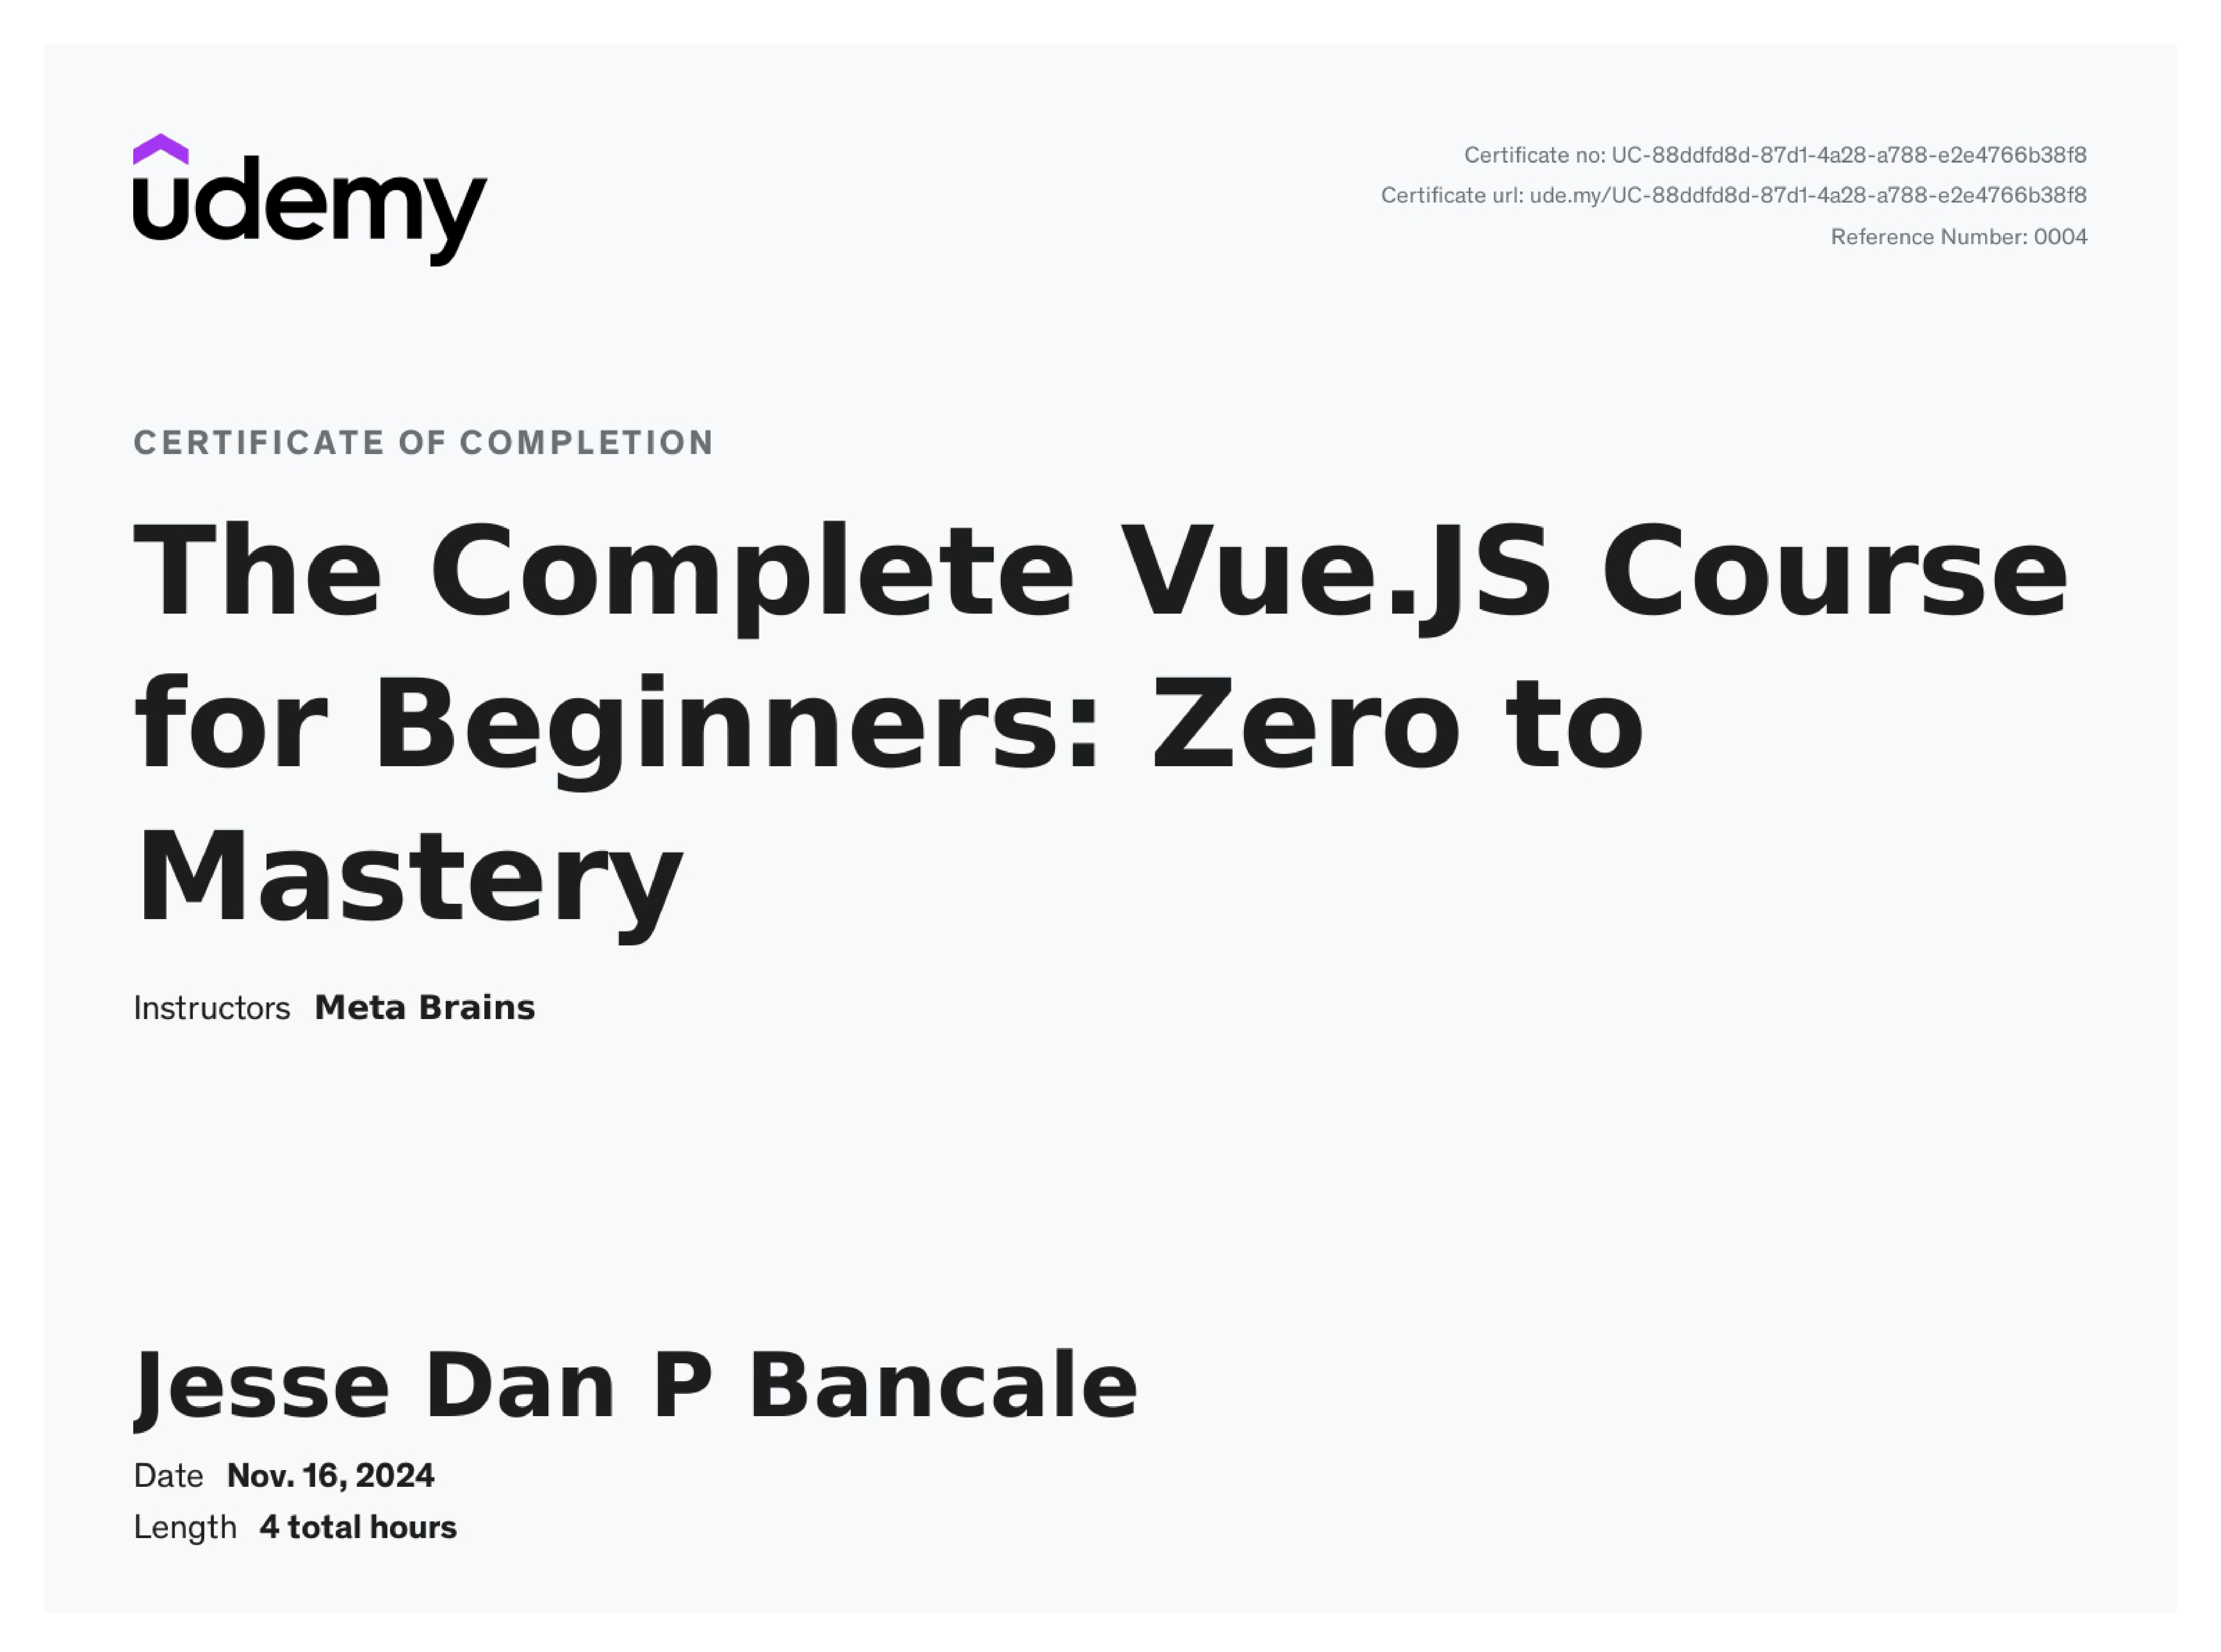 udemy
Certificate no: UC-88ddfd8d-87d1-4a28-a788-e2e4766b38f8
Certificate url: ude.my/UC-88ddfd8d-87d1-4a28-a788-e2e4766b38f8
Reference Number: 0004
CERTIFICATE OF COMPLETION
The Complete Vue.JS Course
for Beginners: Zero to
Mastery
Instructors Meta Brains
Jesse Dan P Bancale
Date Nov. 16, 2024
Length 4 total hours